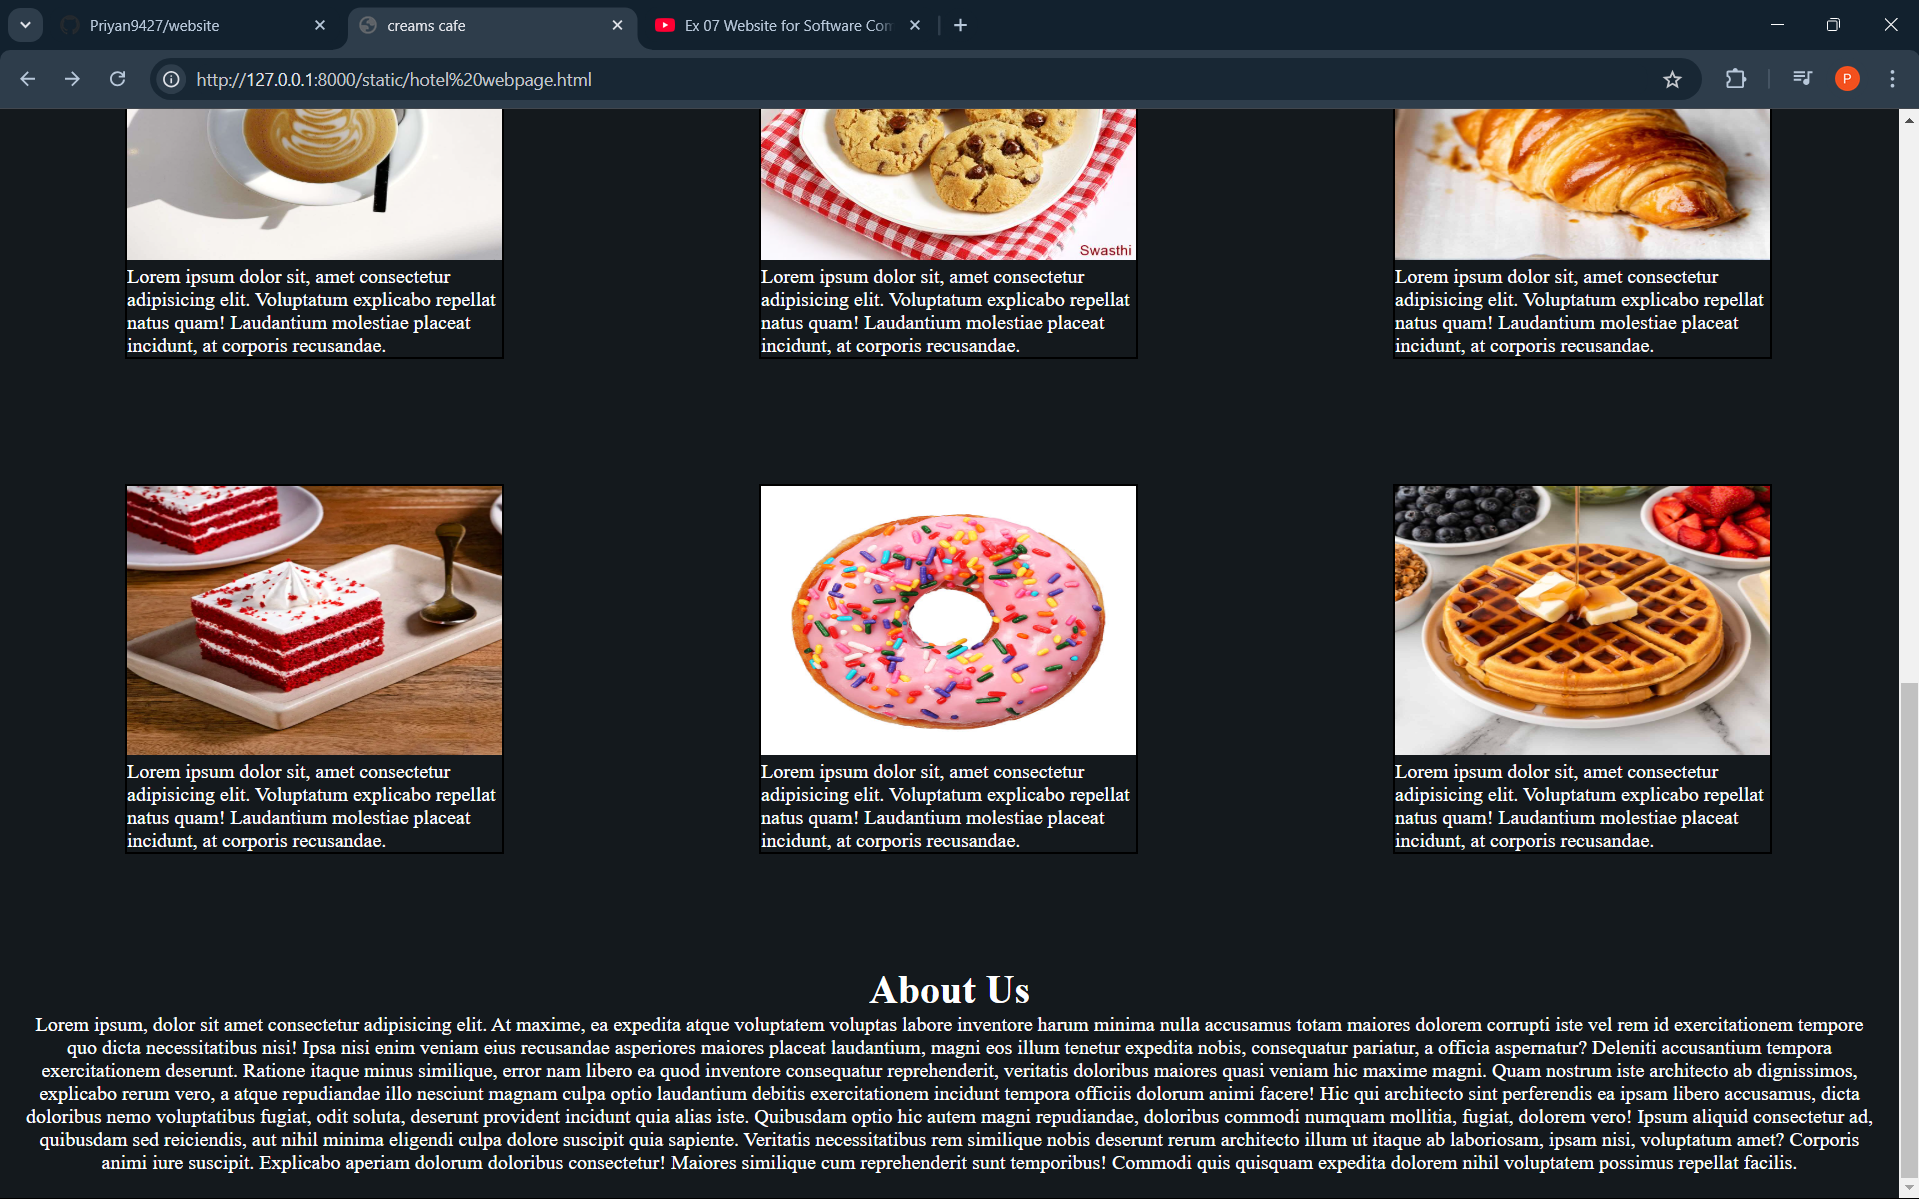 Priyan9427/website
creams cafe
Ex 07 Website for Software Con
http://127.0.0.1:8000/static/hotel%20webpage.html
P
Swasthi
Lorem ipsum dolor sit, amet consectetur
adipisicing elit. Voluptatum explicabo repellat
natus quam! Laudantium molestiae placeat
incidunt, at corporis recusandae.
Lorem ipsum dolor sit, amet consectetur
adipisicing elit. Voluptatum explicabo repellat
natus quam! Laudantium molestiae placeat
incidunt, at corporis recusandae.
Lorem ipsum dolor sit, amet consectetur
adipisicing elit. Voluptatum explicabo repellat
natus quam! Laudantium molestiae placeat
incidunt, at corporis recusandae.
Lorem ipsum dolor sit, amet consectetur
adipisicing elit. Voluptatum explicabo repellat
natus quam! Laudantium molestiae placeat
incidunt, at corporis recusandae.
Lorem ipsum dolor sit, amet consectetur
adipisicing elit. Voluptatum explicabo repellat
natus quam! Laudantium molestiae placeat
incidunt, at corporis recusandae.
Lorem ipsum dolor sit, amet consectetur
adipisicing elit. Voluptatum explicabo repellat
natus quam! Laudantium molestiae placeat
incidunt, at corporis recusandae.
About Us
Lorem ipsum, dolor sit amet consectetur adipisicing elit. At maxime, ea expedita atque voluptatem voluptas labore inventore harum minima nulla accusamus totam maiores dolorem corrupti iste vel rem id exercitationem tempore
quo dicta necessitatibus nisi! Ipsa nisi enim veniam eius recusandae asperiores maiores placeat laudantium, magni eos illum tenetur expedita nobis, consequatur pariatur, a officia aspernatur? Deleniti accusantium tempora
exercitationem deserunt. Ratione itaque minus similique, error nam libero ea quod inventore consequatur reprehenderit, veritatis doloribus maiores quasi veniam hic maxime magni. Quam nostrum iste architecto ab dignissimos,
explicabo rerum vero, a atque repudiandae illo nesciunt magnam culpa optio laudantium debitis exercitationem incidunt tempora officiis dolorum animi facere! Hic qui architecto sint perferendis ea ipsam libero accusamus, dicta
doloribus nemo voluptatibus fugiat, odit soluta, deserunt provident incidunt quia alias iste. Quibusdam optio hic autem magni repudiandae, doloribus commodi numquam mollitia, fugiat, dolorem vero! Ipsum aliquid consectetur ad,
quibusdam sed reiciendis, aut nihil minima eligendi culpa dolore suscipit quia sapiente. Veritatis necessitatibus rem similique nobis deserunt rerum architecto illum ut itaque ab laboriosam, ipsam nisi, voluptatum amet? Corporis
animi iure suscipit. Explicabo aperiam dolorum doloribus consectetur! Maiores similique cum reprehenderit sunt temporibus! Commodi quis quisquam expedita dolorem nihil voluptatem possimus repellat facilis.